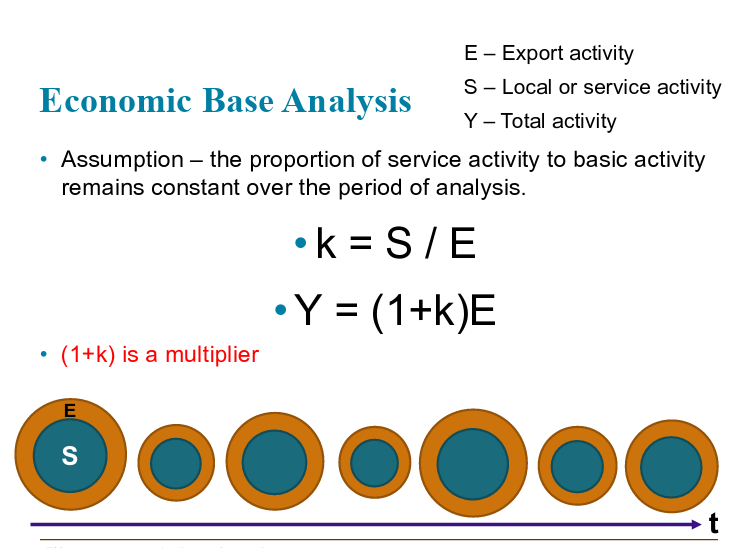 E – Export activity
S – Local or service activity
Y – Total activity
Economic Base Analysis
• Assumption – the proportion of service activity to basic activity
remains constant over the period of analysis.
• k = S / E
• Y = (1+k)E
• (1+k) is a multiplier
E
S
t